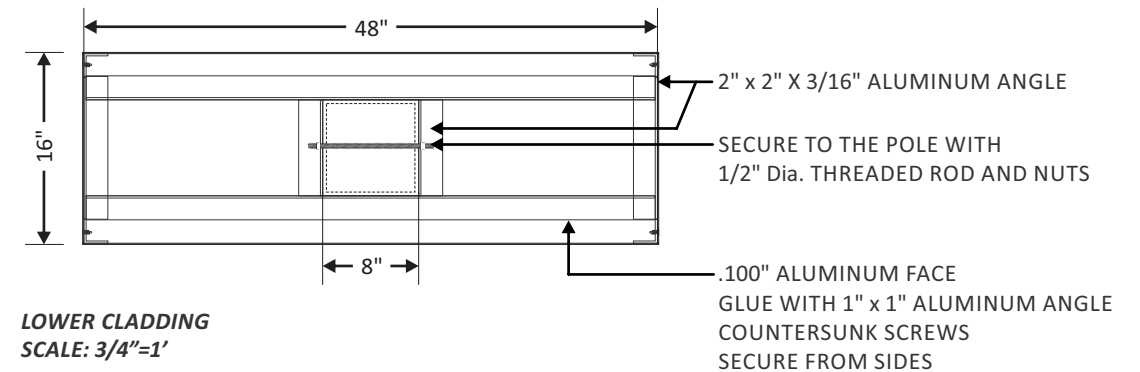 48"
16"
2" x 2" X 3/16" ALUMINUM ANGLE
SECURE TO THE POLE WITH
1/2" Dia. THREADED ROD AND NUTS
8"
.100" ALUMINUM FACE
GLUE WITH 1" x 1" ALUMINUM ANGLE
COUNTERSUNK SCREWS
SECURE FROM SIDES
LOWER CLADDING
SCALE: 3/4”=1’